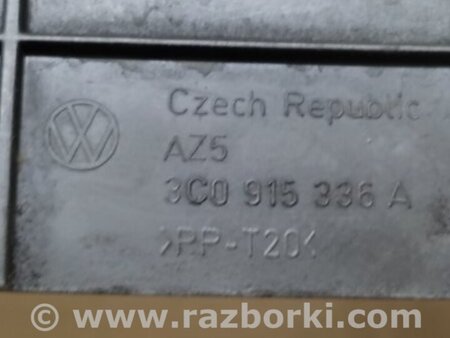 Czech Republic
AZ5
3C0 915 336 A
>PP-T20<
© www.razborki.com